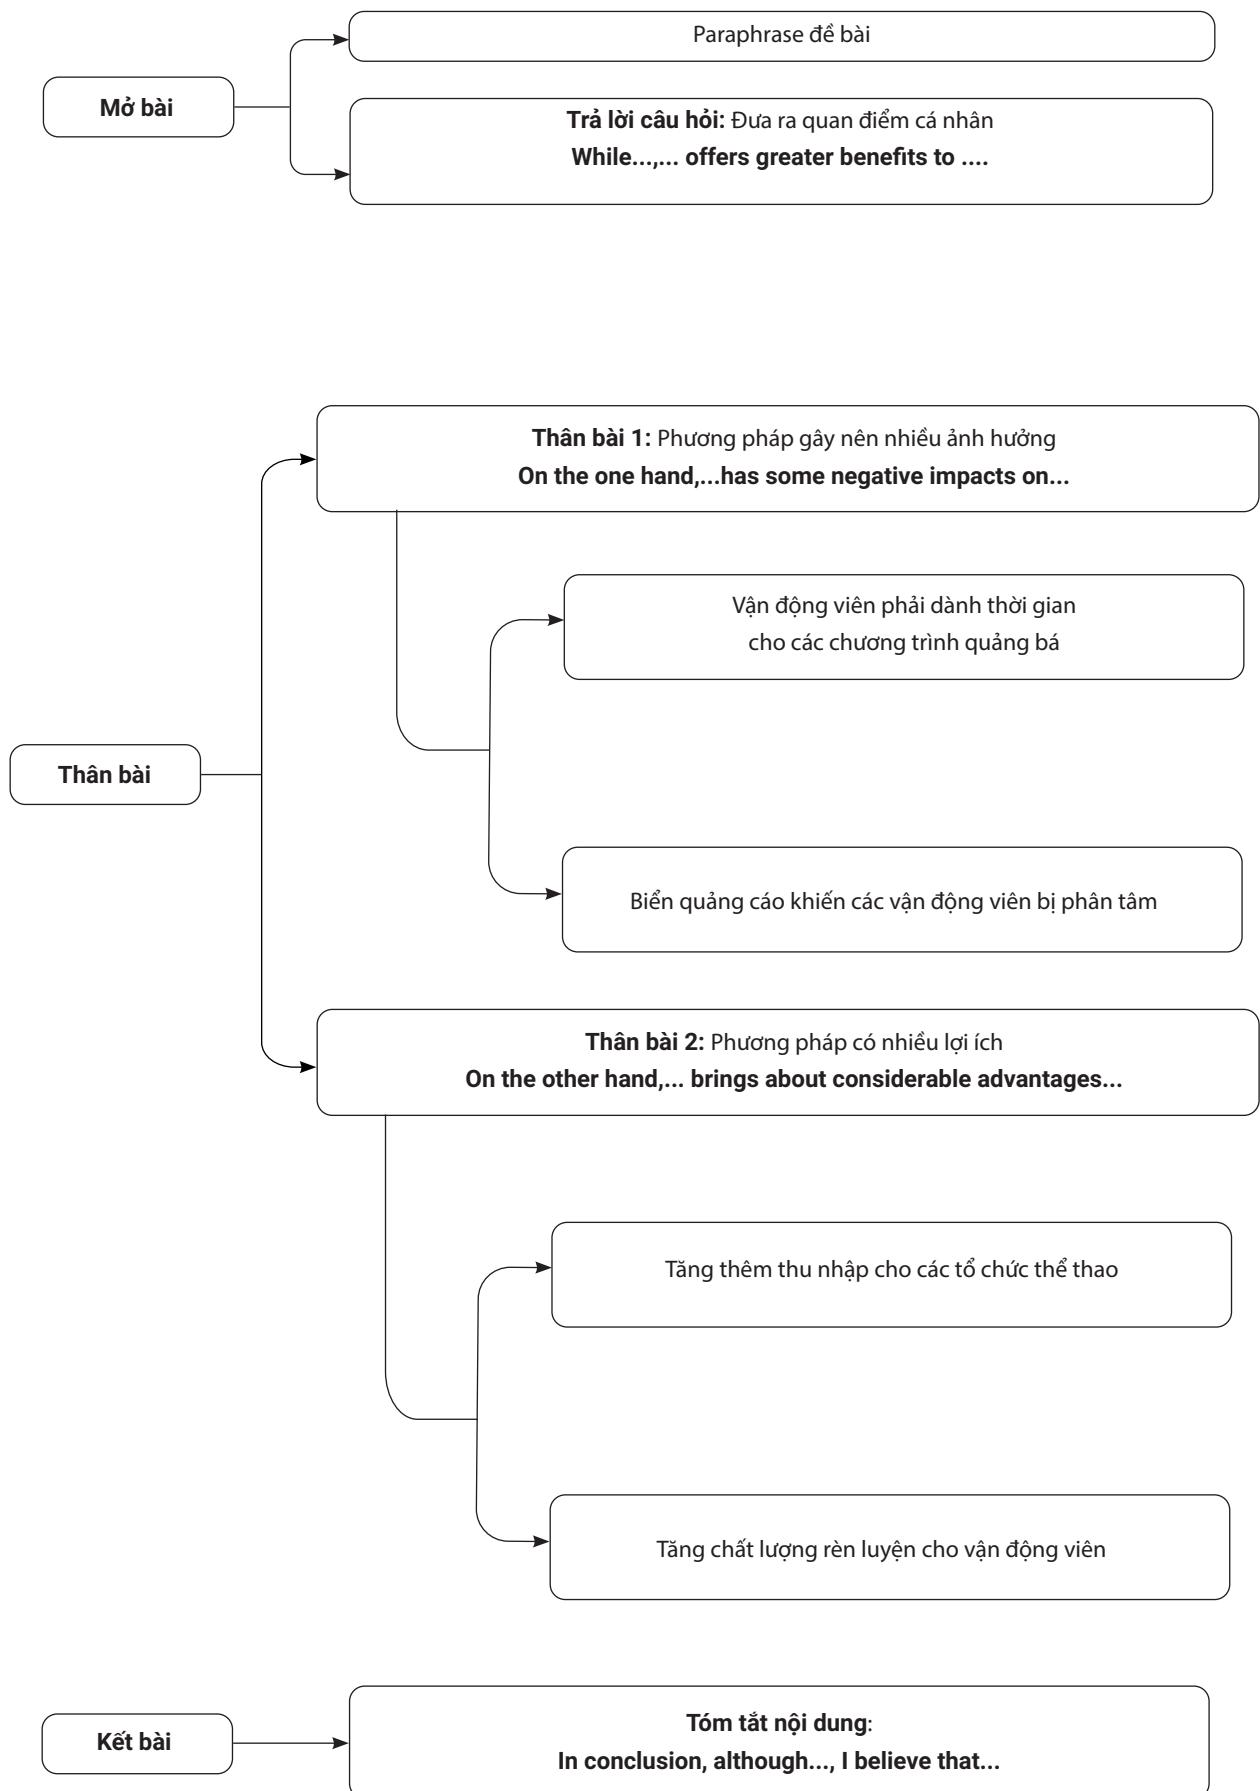 Paraphrase đề bài
Mở bài
Trả lời câu hỏi: Đưa ra quan điểm cá nhân
While...,... offers greater benefits to ....
Thân bài 1: Phương pháp gây nên nhiều ảnh hưởng
On the one hand,...has some negative impacts on...
Vận động viên phải dành thời gian
cho các chương trình quảng bá
Thân bài
Biển quảng cáo khiến các vận động viên bị phân tâm
Thân bài 2: Phương pháp có nhiều lợi ích
On the other hand,... brings about considerable advantages...
Tăng thêm thu nhập cho các tổ chức thể thao
Tăng chất lượng rèn luyện cho vận động viên
Kết bài
Tóm tắt nội dung:
In conclusion, although..., I believe that...